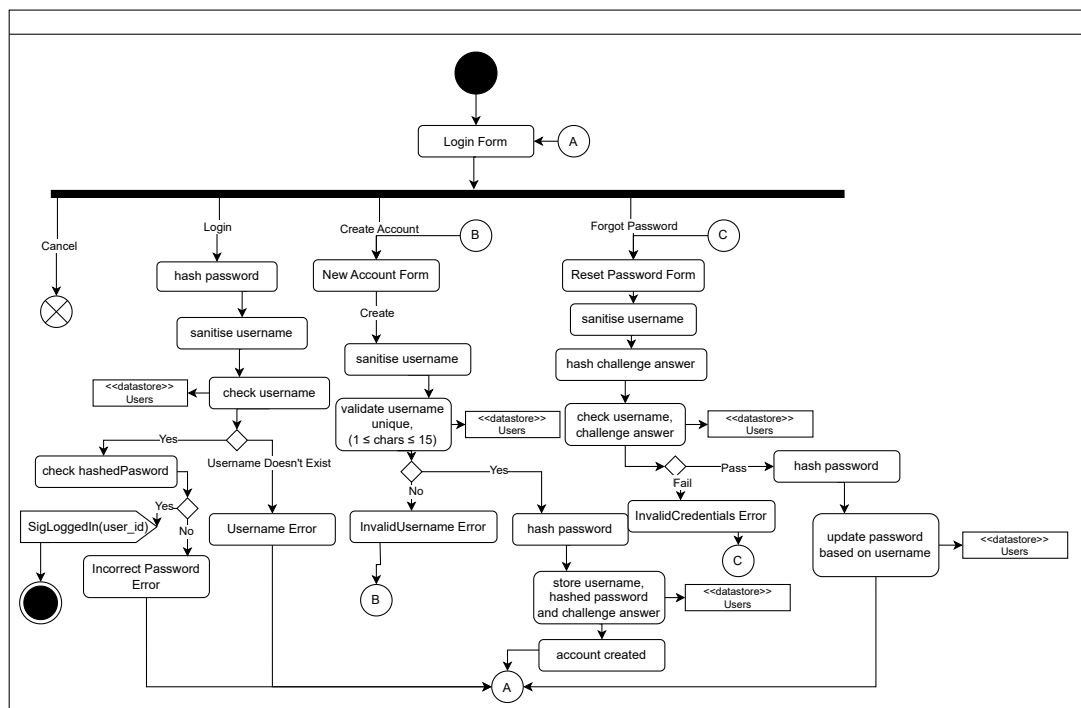 Login Form
A
Login
Create Account
B
Forgot Password
C
Cancel
hash password
New Account Form
Reset Password Form
Create
sanitise username
sanitise username
sanitise username
hash challenge answer
<<datastore>>
Users
check username
validate username
unique,
(1 ≤ chars ≤ 15)
<<datastore>>
Users
check username,
challenge answer
<<datastore>>
Users
Yes
Username Doesn't Exist
check hashedPasword
No
Yes
Pass
Fail
hash password
Yes
No
SigLoggedIn(user_id)
Username Error
InvalidUsername Error
hash password
InvalidCredentials Error
update password
based on username
<<datastore>>
Users
Incorrect Password
Error
C
B
store username,
hashed password
and challenge answer
<<datastore>>
Users
account created
A